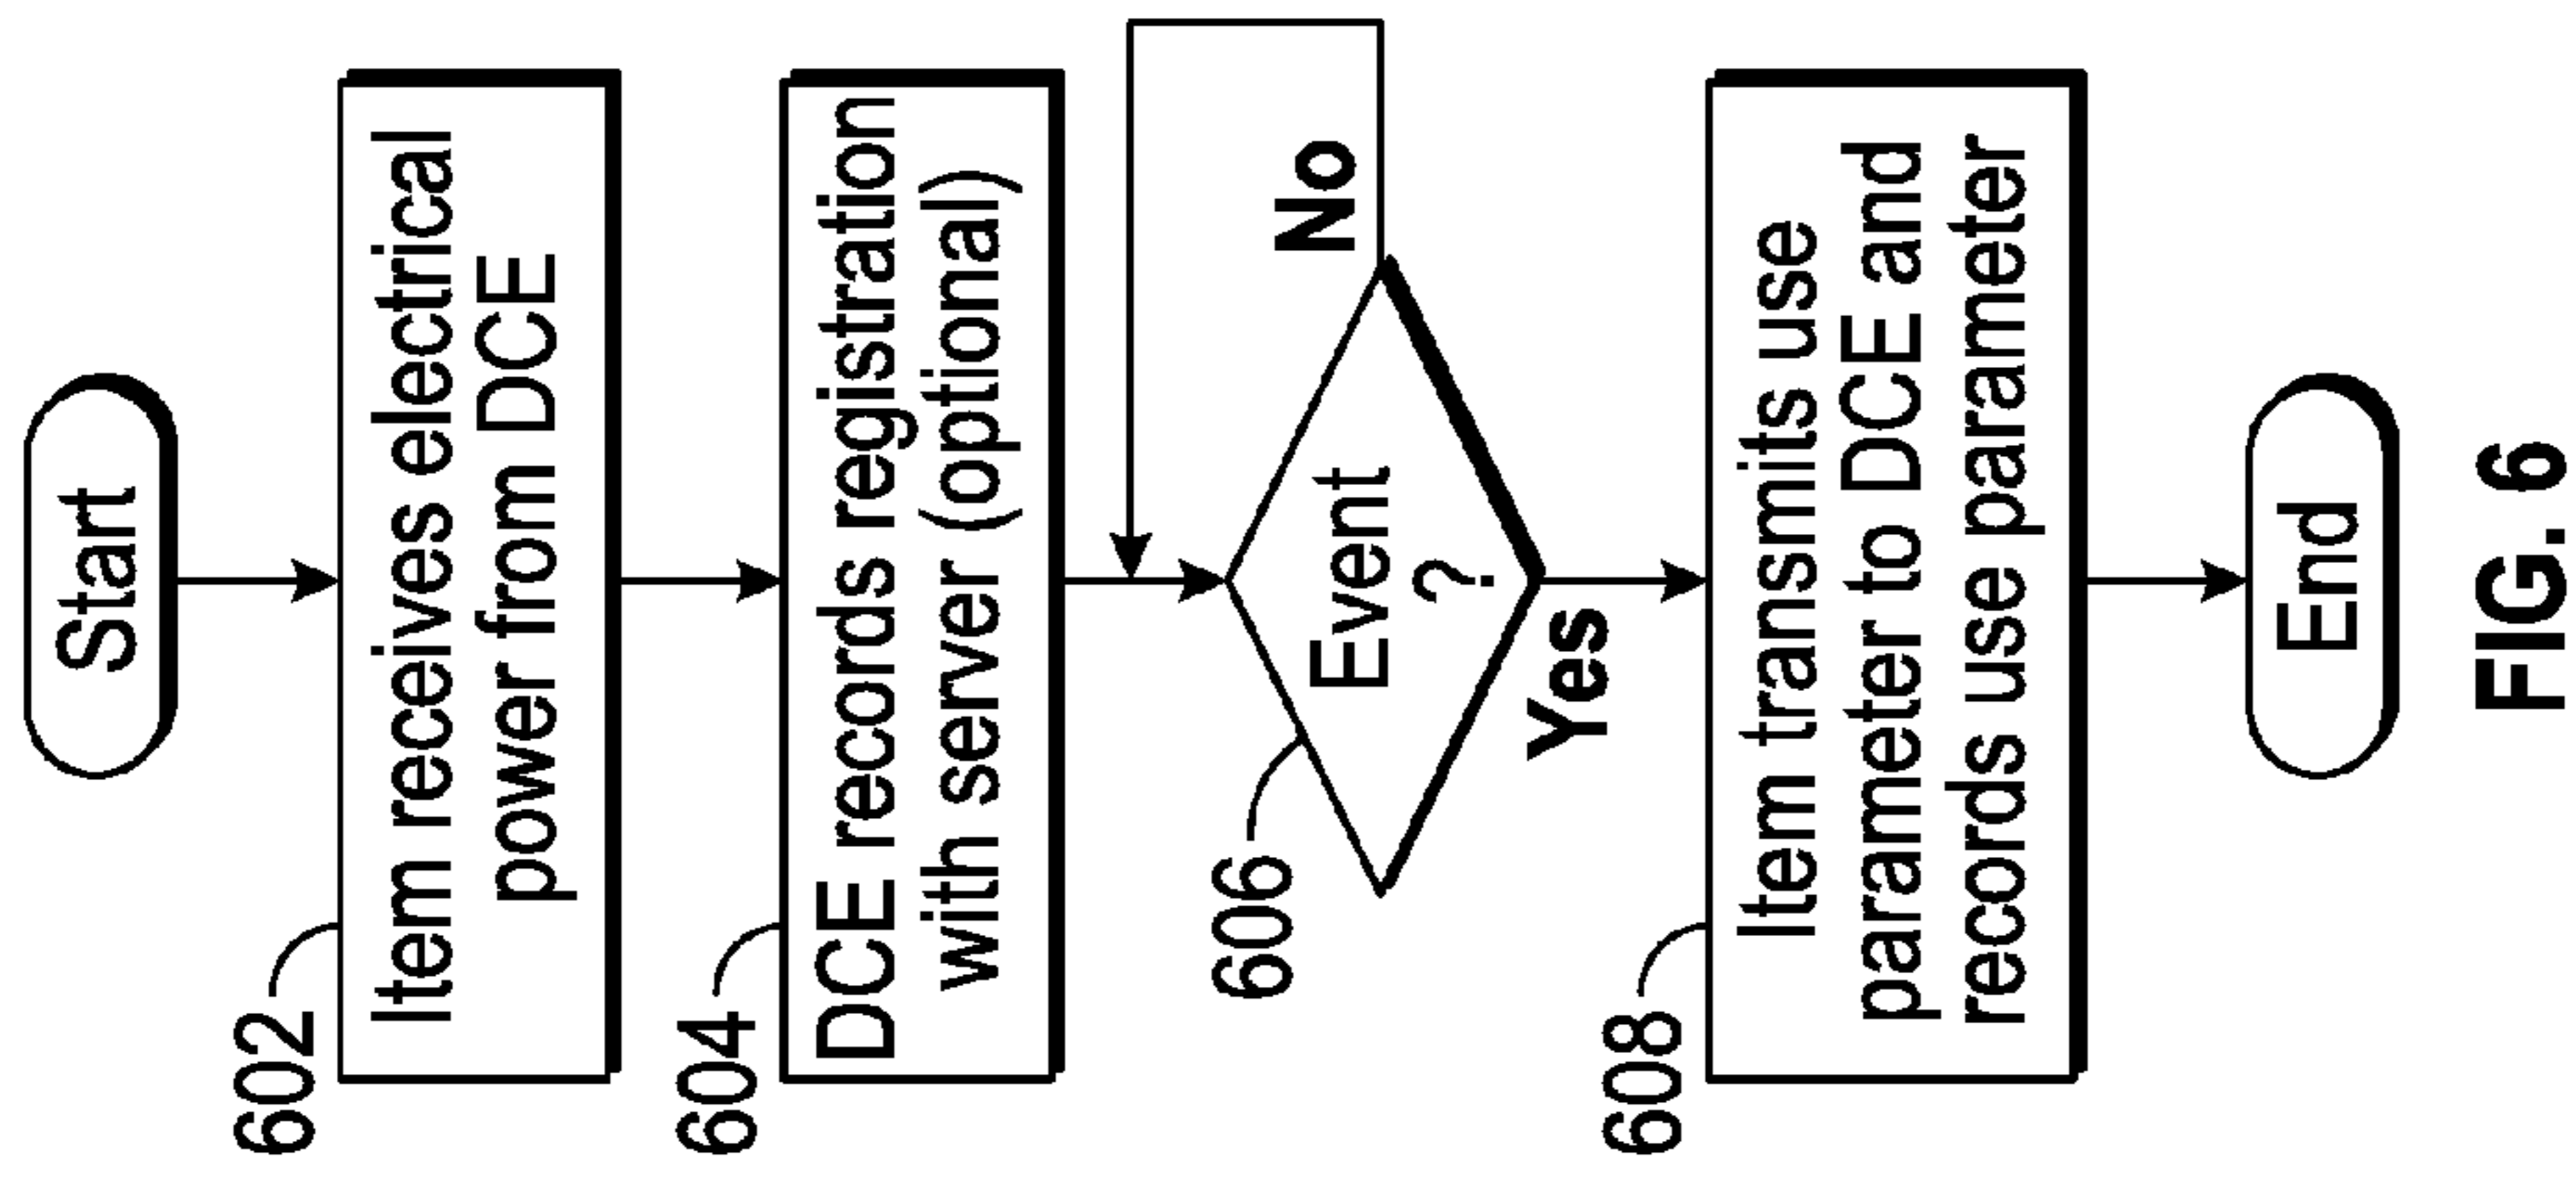 Start
602
Item receives electrical
power from DCE
604
DCE records registration
with server (optional)
606
Event
?
No
Yes
608
Item transmits use
parameter to DCE and
records use parameter
End
FIG. 6